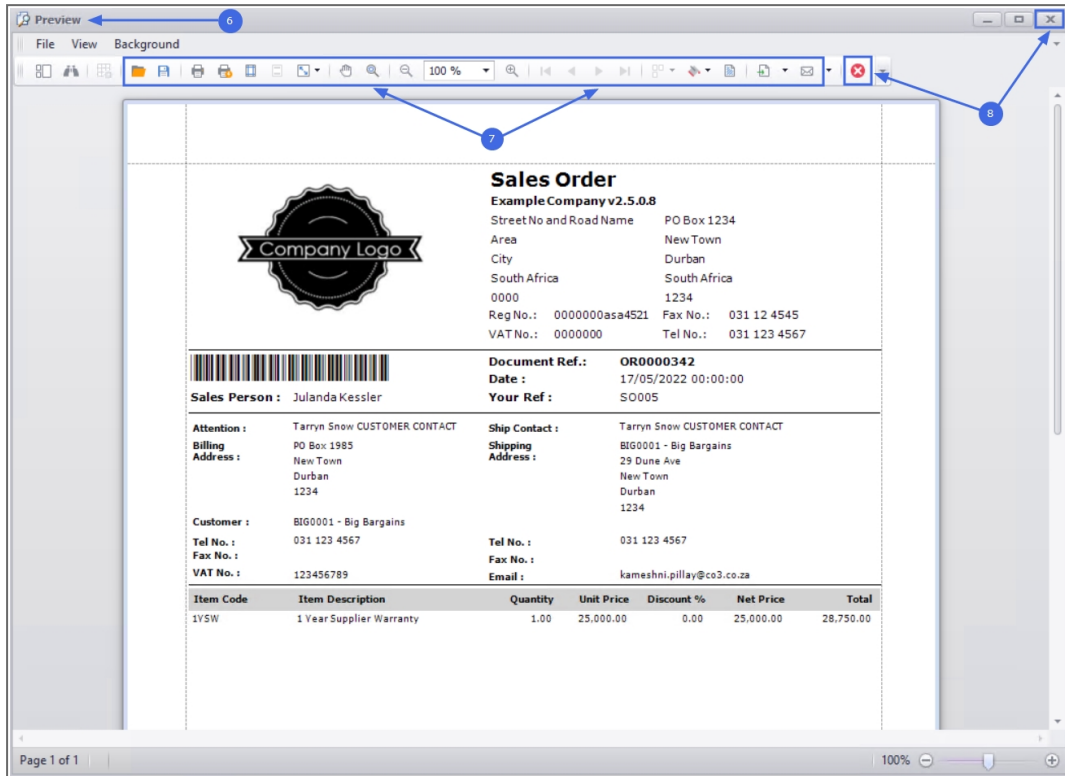 Preview
6
File View Background
100 %
8
7
Sales Order
Example Company v2.5.0.8
Company Logo
Street No and Road Name PO Box 1234
Area New Town
City Durban
South Africa South Africa
0000 1234
Reg No.: 0000000asa4521 Fax No.: 031 12 4545
VAT No.: 0000000 Tel No.: 031 123 4567
Document Ref.: OR0000342
Date : 17/05/2022 00:00:00
Sales Person : Julanda Kessler Your Ref : SO005
Attention : Tarryn Snow CUSTOMER CONTACT Ship Contact : Tarryn Snow CUSTOMER CONTACT
Billing PO Box 1985 Shipping BIG0001 - Big Bargains
Address : New Town Address : 29 Dune Ave
Durban New Town
1234 Durban
1234
Customer : BIG0001 - Big Bargains
Tel No. : 031 123 4567 Tel No. : 031 123 4567
Fax No. : Fax No. :
VAT No. : 123456789 Email : kameshni.pillay@co3.co.za
Item Code Item Description Quantity Unit Price Discount % Net Price Total
1YSW 1 Year Supplier Warranty 1.00 25,000.00 0.00 25,000.00 28,750.00
Page 1 of 1 100%